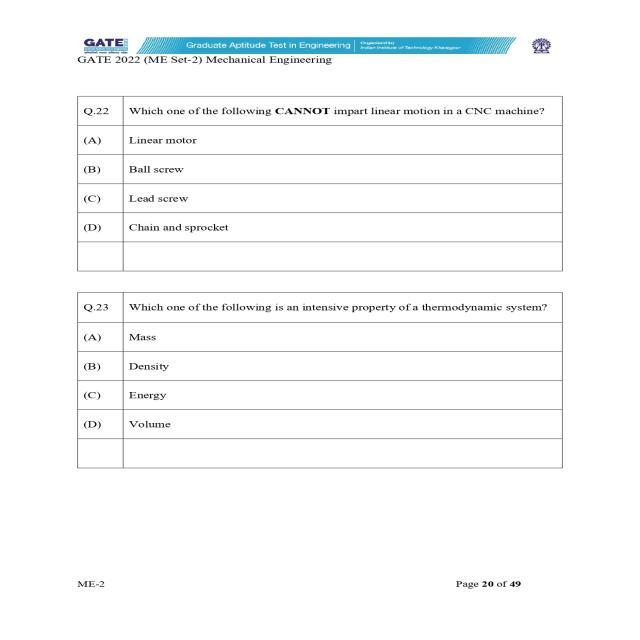 GATE
Graduate Aptitude Test in Engineering
Organized by
Indian Institute of Technology Kharagpur
GATE 2022 (ME Set-2) Mechanical Engineering
Q.22 Which one of the following CANNOT impart linear motion in a CNC machine?
(A) Linear motor
(B) Ball screw
(C) Lead screw
(D) Chain and sprocket
Q.23 Which one of the following is an intensive property of a thermodynamic system?
(A) Mass
(B) Density
(C) Energy
(D) Volume
ME-2 Page 20 of 49